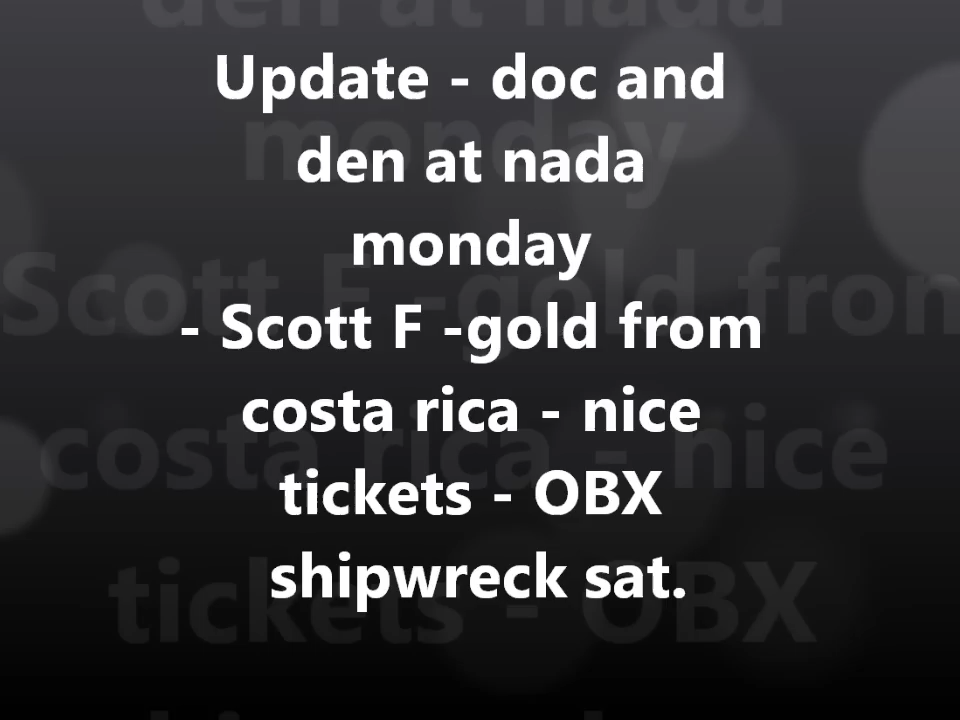 Update - doc and
den at nada
monday
- Scott F -gold from
costa rica - nice
tickets - OBX
shipwreck sat.